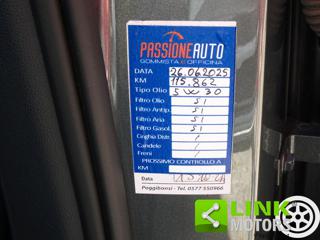 PASSIONE AUTO
GOMMISTA E OFFICINA
DATA 26.06.2025
KM 115.862
Tipo Olio 5W30
Filtro Olio SI
Filtro Antip. SI
Filtro Aria SI
Filtro Gasol. SI
Cinghia Distr. /
Candele /
Freni /
PROSSIMO CONTROLLO A
KM
Data
Poggibonsi - Tel. 0577 550966
LINK
MOTORS